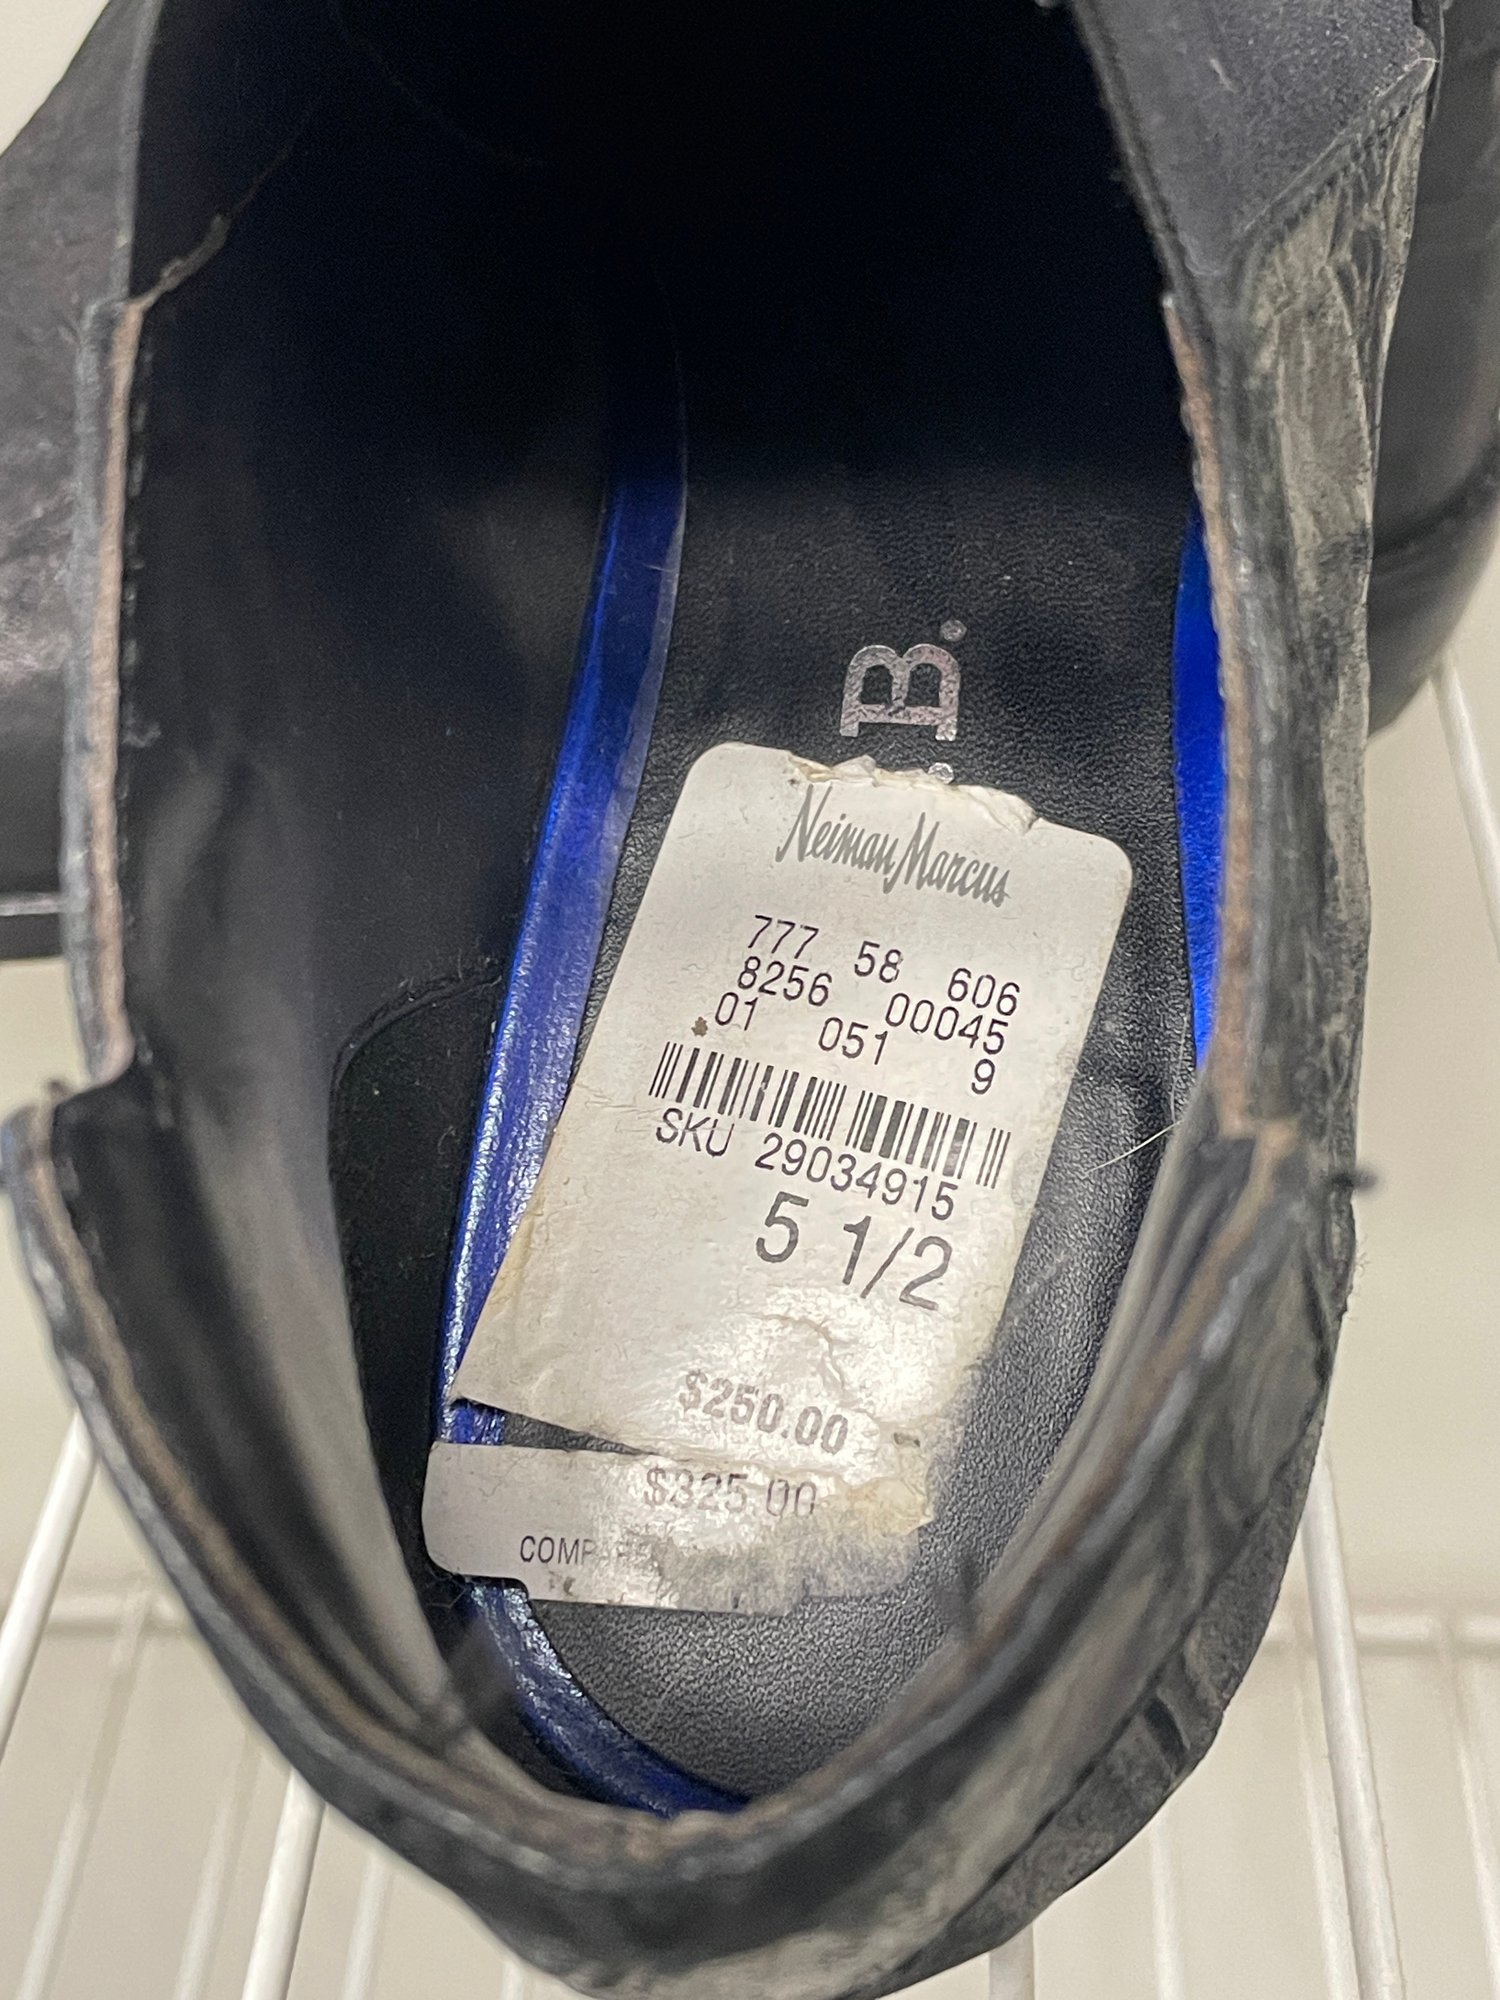 B.
Neiman Marcus
777 58 606
8256 00045
01 051 9
SKU 29034915
5 1/2
$250.00
$325.00